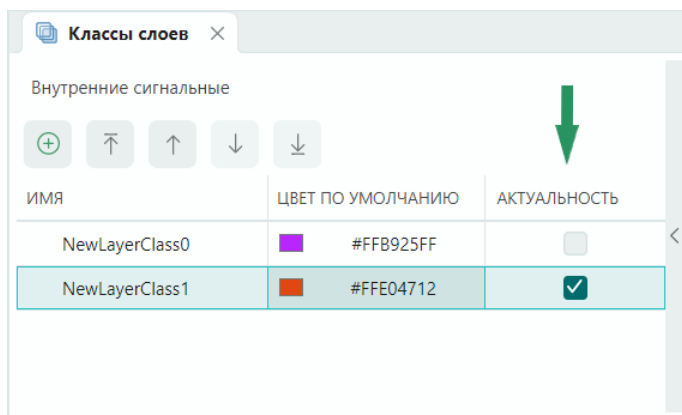 Классы слоев
Внутренние сигнальные
ИМЯ ЦВЕТ ПО УМОЛЧАНИЮ АКТУАЛЬНОСТЬ
NewLayerClass0 #FFB925FF
NewLayerClass1 #FFE04712